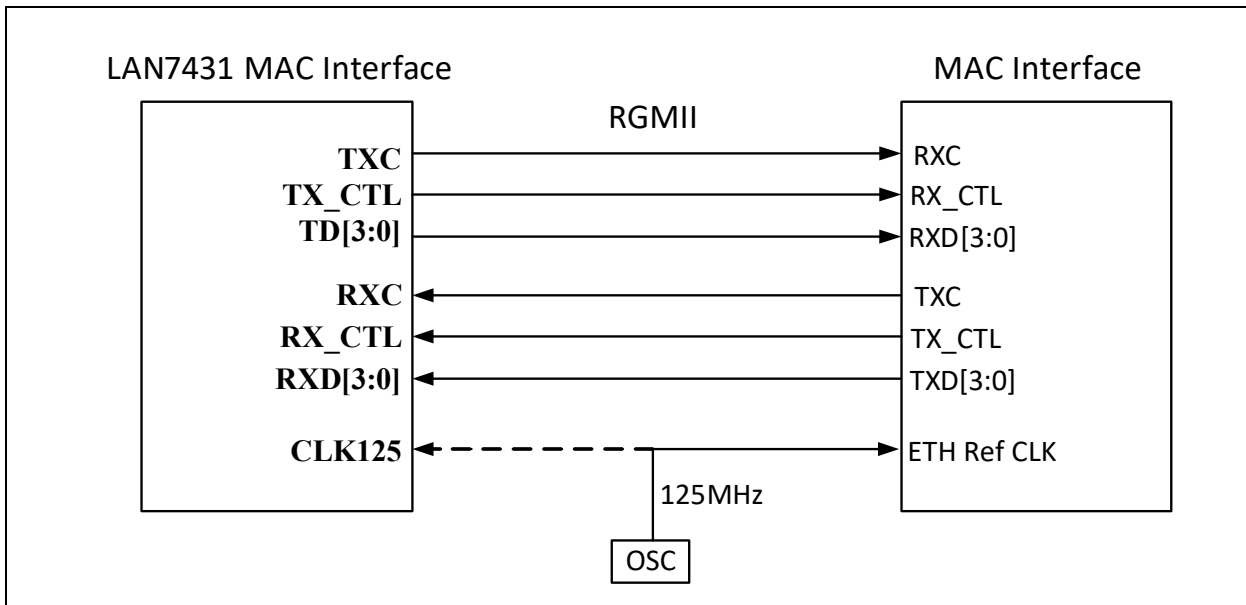 LAN7431 MAC Interface
MAC Interface
RGMII
TXC
RXC
TX_CTL
RX_CTL
TD[3:0]
RXD[3:0]
RXC
TXC
RX_CTL
TX_CTL
RXD[3:0]
TXD[3:0]
CLK125
ETH Ref CLK
125MHz
OSC